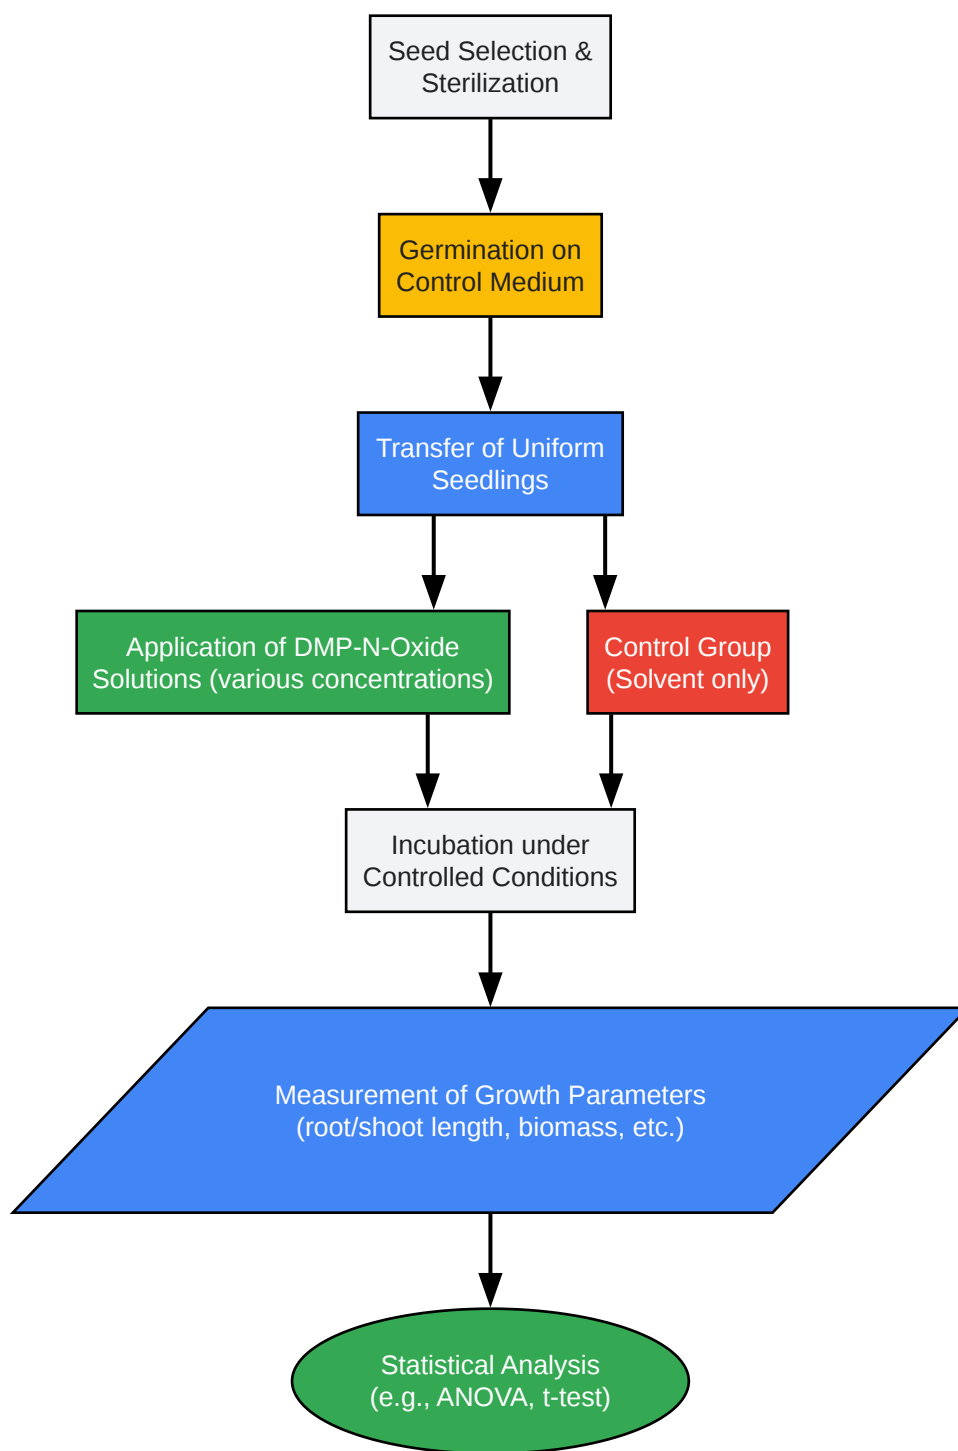 Seed Selection &
Sterilization
Germination on
Control Medium
Transfer of Uniform
Seedlings
Application of DMP-N-Oxide
Solutions (various concentrations)
Control Group
(Solvent only)
Incubation under
Controlled Conditions
Measurement of Growth Parameters
(root/shoot length, biomass, etc.)
Statistical Analysis
(e.g., ANOVA, t-test)